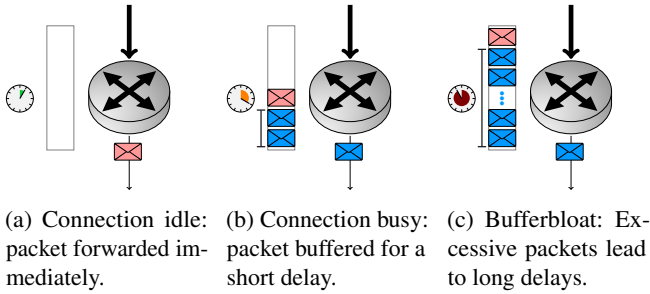 (a) Connection idle:
packet forwarded im-
mediately.
(b) Connection busy:
packet buffered for a
short delay.
(c) Bufferbloat: Ex-
cessive packets lead
to long delays.